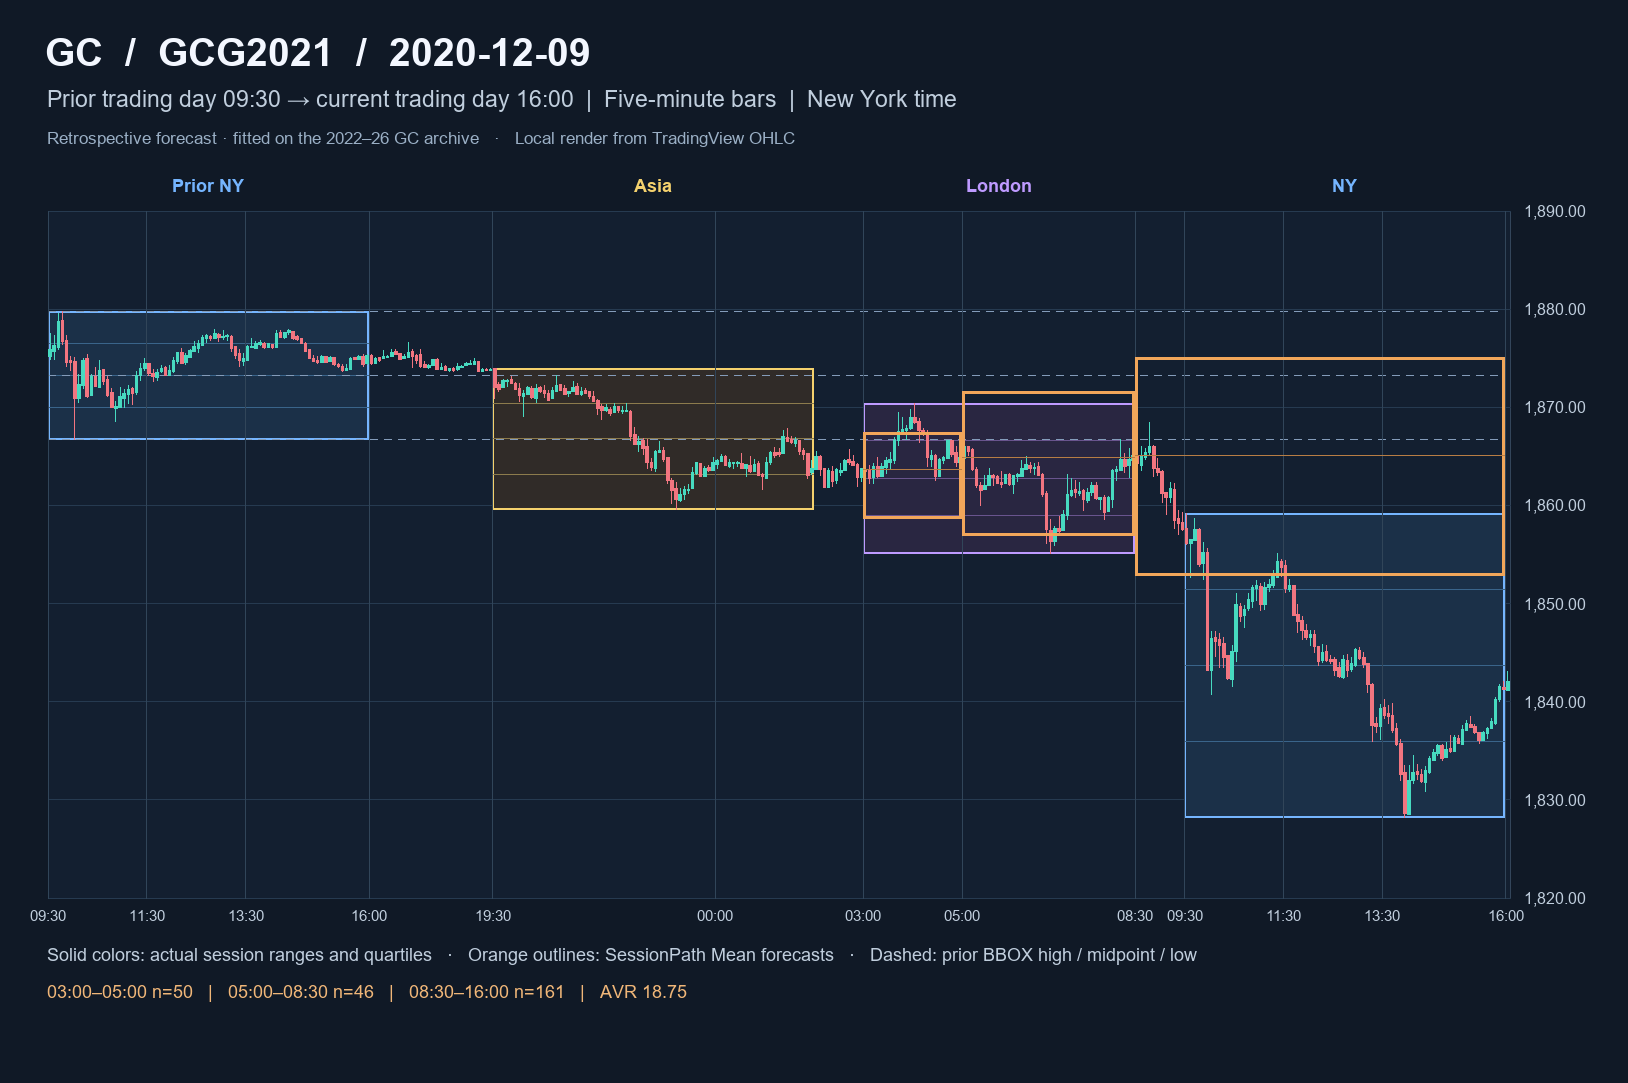 GC / GCG2021 / 2020-12-09
Prior trading day 09:30 → current trading day 16:00 | Five-minute bars | New York time
Retrospective forecast · fitted on the 2022–26 GC archive · Local render from TradingView OHLC
Prior NY Asia London NY
1,890.00
1,880.00
1,870.00
1,860.00
1,850.00
1,840.00
1,830.00
1,820.00
09:30 11:30 13:30 16:00 19:30 00:00 03:00 05:00 08:30 09:30 11:30 13:30 16:00
Solid colors: actual session ranges and quartiles · Orange outlines: SessionPath Mean forecasts · Dashed: prior BBOX high / midpoint / low
03:00–05:00 n=50 | 05:00–08:30 n=46 | 08:30–16:00 n=161 | AVR 18.75